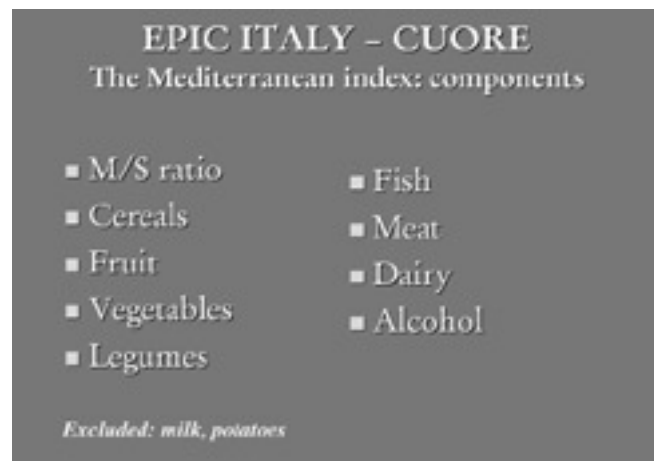 EPIC ITALY – CUORE
The Mediterranean index: components
▪ M/S ratio
▪ Cereals
▪ Fruit
▪ Vegetables
▪ Legumes
▪ Fish
▪ Meat
▪ Dairy
▪ Alcohol
Excluded: milk, potatoes